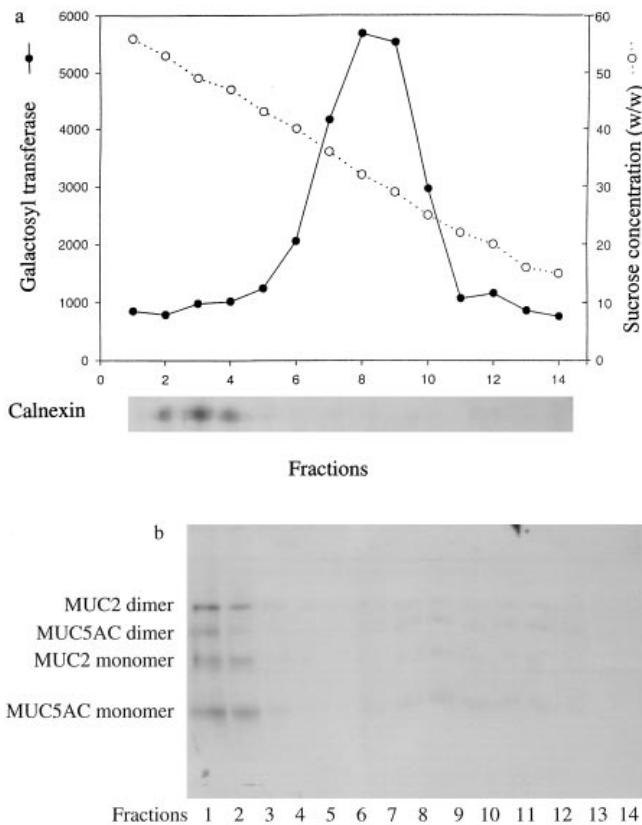 a
Galactosyl transferase
6000
5000
4000
3000
2000
1000
0
60
50
40
30
20
10
0
Sucrose concentration (w/w)
0 2 4 6 8 10 12 14
Calnexin
Fractions
b
MUC2 dimer
MUC5AC dimer
MUC2 monomer
MUC5AC monomer
Fractions 1 2 3 4 5 6 7 8 9 10 11 12 13 14